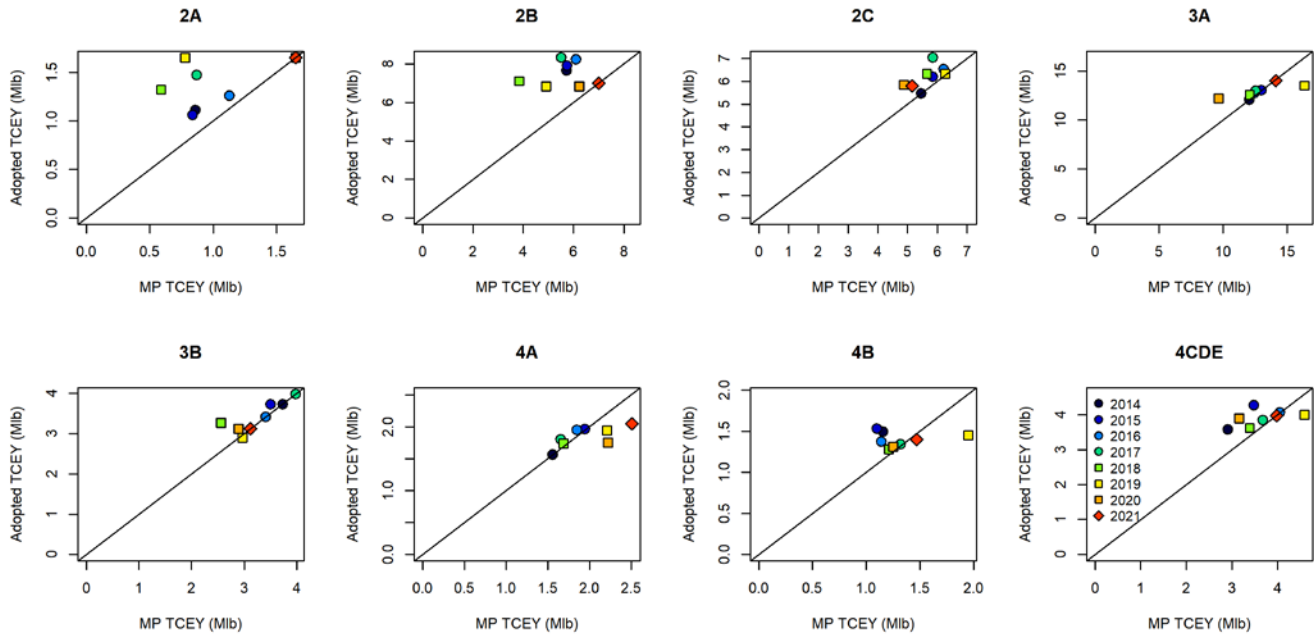 2A
2B
2C
3A
Adopted TCEY (Mlb)
0.0 0.5 1.0 1.5
0.0 0.5 1.0 1.5
MP TCEY (Mlb)
Adopted TCEY (Mlb)
0 2 4 6 8
0 2 4 6 8
MP TCEY (Mlb)
Adopted TCEY (Mlb)
0 1 2 3 4 5 6 7
0 1 2 3 4 5 6 7
MP TCEY (Mlb)
Adopted TCEY (Mlb)
0 5 10 15
0 5 10 15
MP TCEY (Mlb)
3B
4A
4B
4CDE
Adopted TCEY (Mlb)
0 1 2 3 4
0 1 2 3 4
MP TCEY (Mlb)
Adopted TCEY (Mlb)
0.0 1.0 2.0
0.0 0.5 1.0 1.5 2.0 2.5
MP TCEY (Mlb)
Adopted TCEY (Mlb)
0.0 0.5 1.0 1.5 2.0
0.0 0.5 1.0 1.5 2.0
MP TCEY (Mlb)
Adopted TCEY (Mlb)
0 1 2 3 4
2014
2015
2016
2017
2018
2019
2020
2021
0 1 2 3 4
MP TCEY (Mlb)